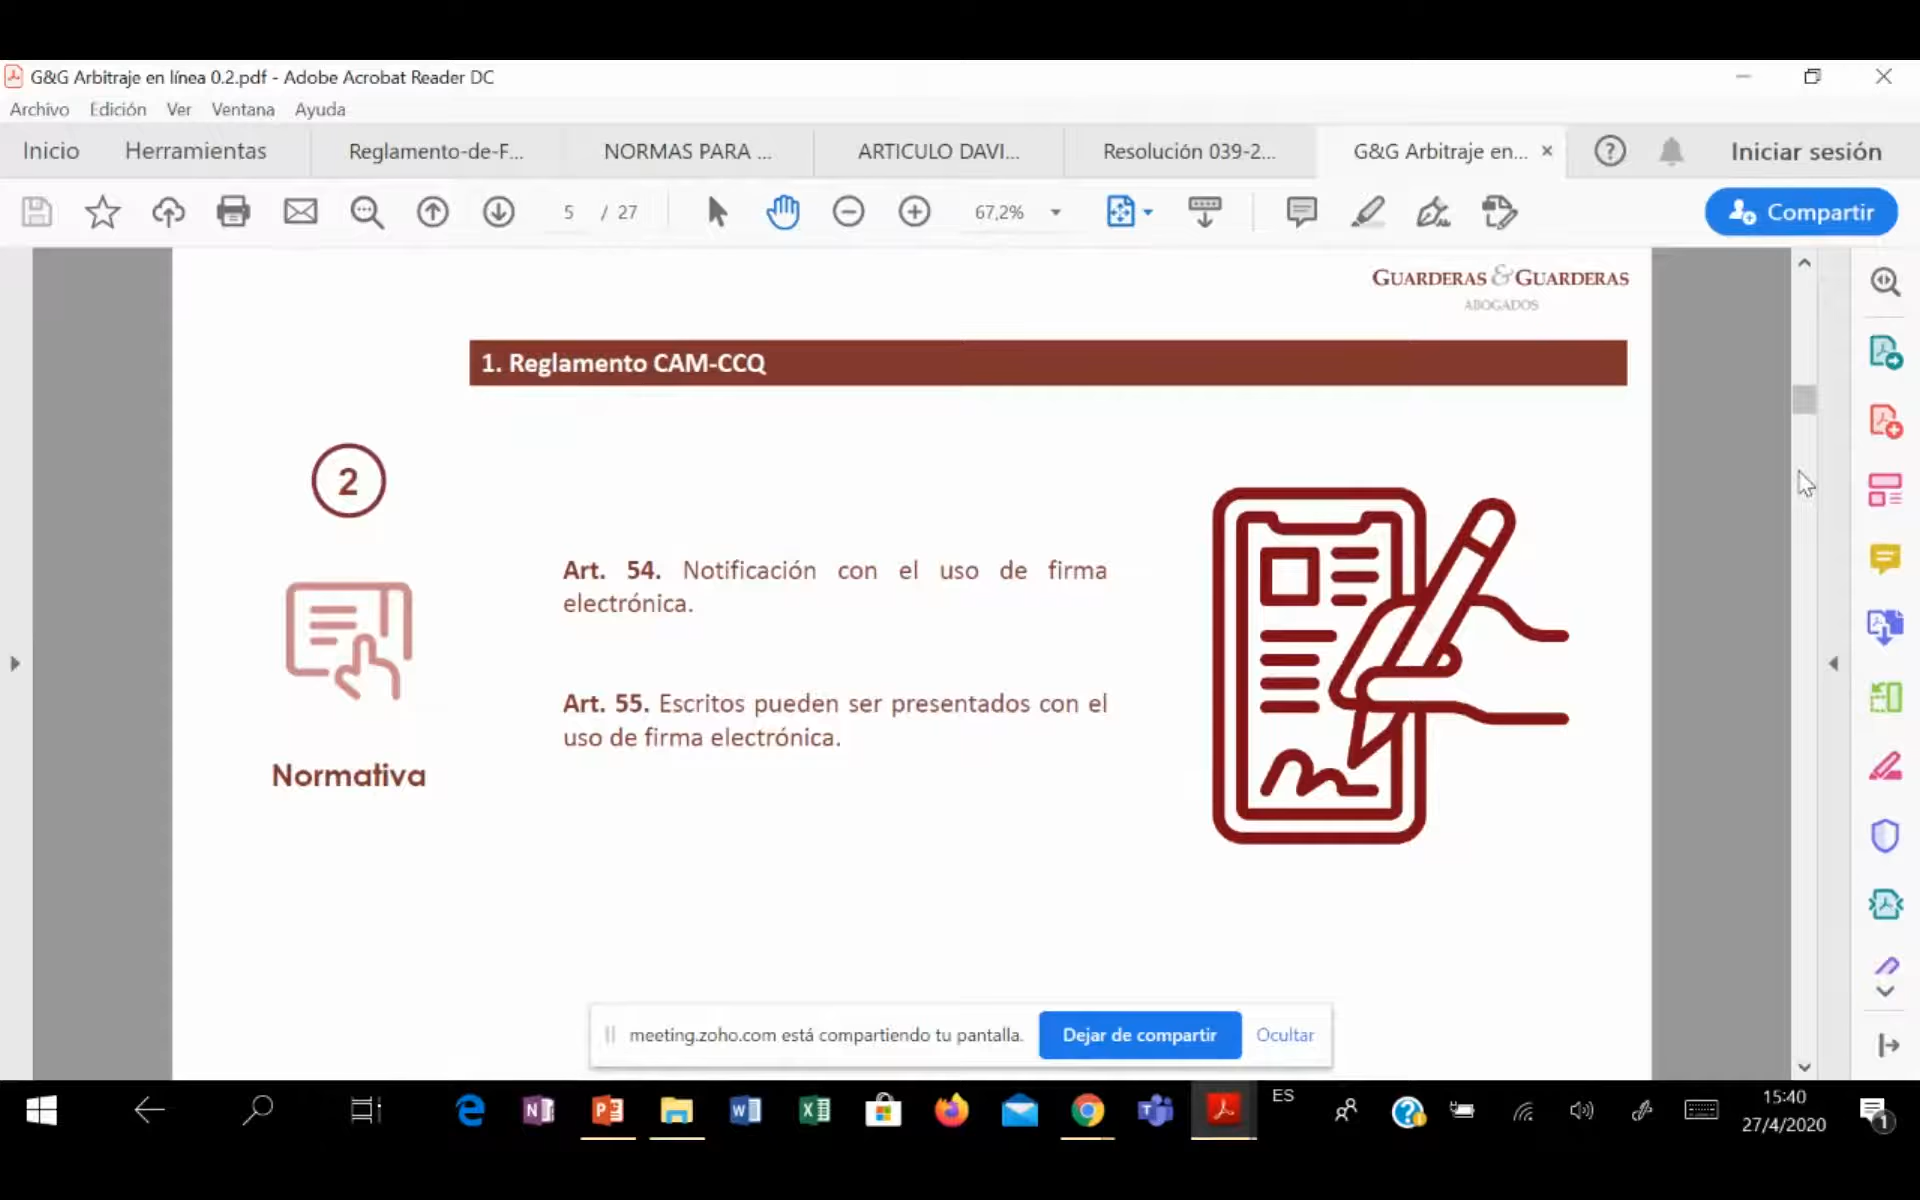 G&G Arbitraje en línea 0.2.pdf - Adobe Acrobat Reader DC
Archivo Edición Ver Ventana Ayuda
Inicio Herramientas Reglamento-de-F... NORMAS PARA ... ARTICULO DAVI... Resolución 039-2... G&G Arbitraje en... Iniciar sesión
5 / 27 67,2% Compartir
GUARDERAS & GUARDERAS
ABOGADOS
1. Reglamento CAM-CCQ
2
Normativa
Art. 54. Notificación con el uso de firma
electrónica.
Art. 55. Escritos pueden ser presentados con el
uso de firma electrónica.
meeting.zoho.com está compartiendo tu pantalla. Dejar de compartir Ocultar
ES
15:40
27/4/2020
1